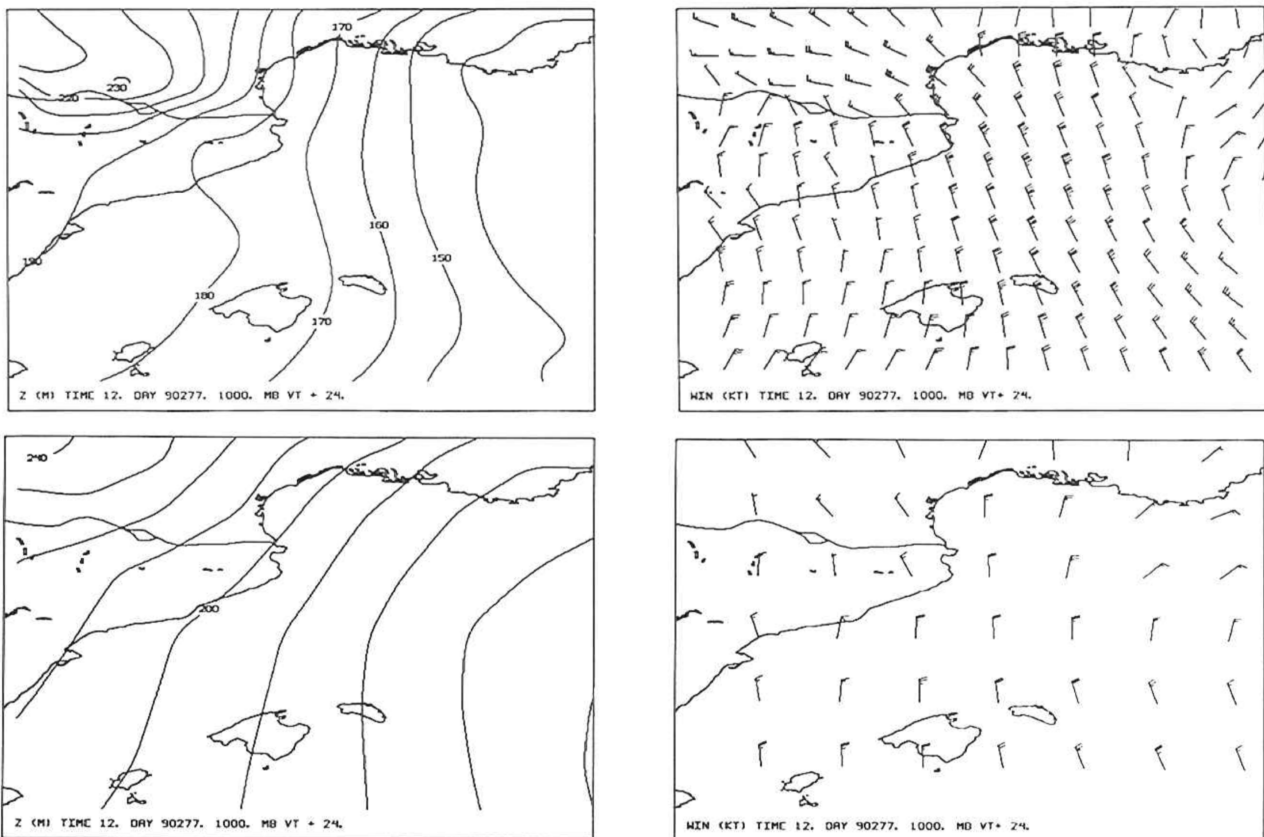 170
230
220
160
190
150
180
170
Z (M) TIME 12. DAY 90277. 1000. MB VT + 24.
WIN (KT) TIME 12. DAY 90277. 1000. MB VT+ 24.
240
200
Z (M) TIME 12. DAY 90277. 1000. MB VT + 24.
WIN (KT) TIME 12. DAY 90277. 1000. MB VT+ 24.